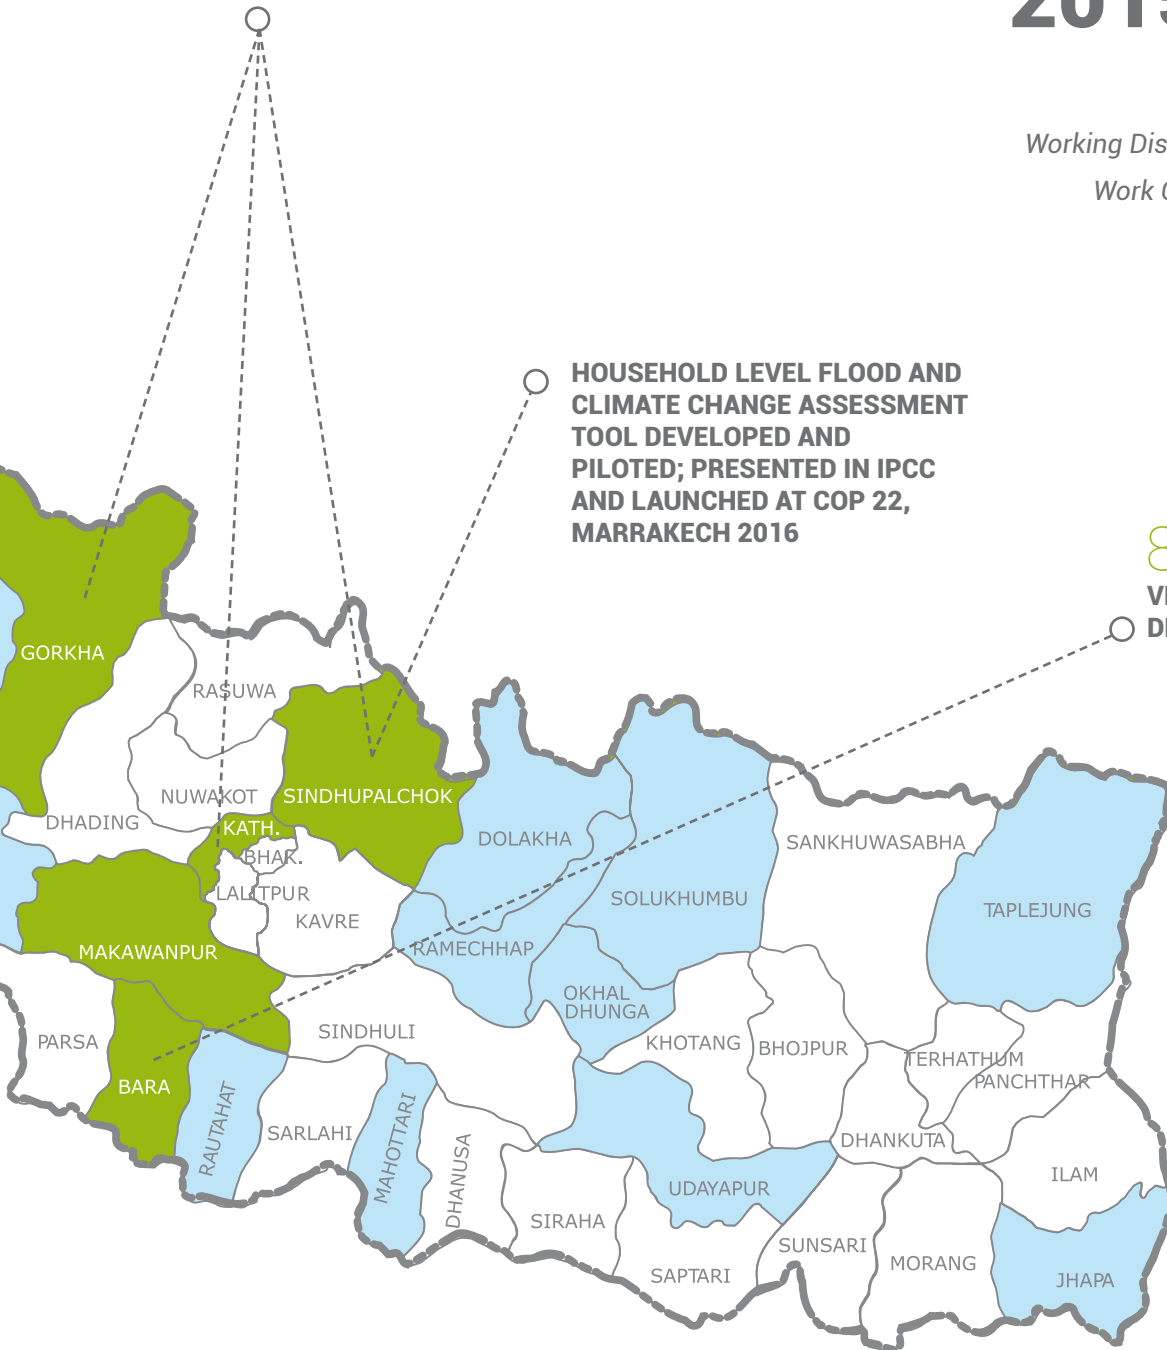 Working
Work
HOUSEHOLD LEVEL FLOOD AND
CLIMATE CHANGE ASSESSMENT
TOOL DEVELOPED AND
PILOTED; PRESENTED IN IPCC
AND LAUNCHED AT COP 22,
MARRAKECH 2016
GORKHA
RASUWA
NUWAKOT
SINDHUPALCHOK
DHADING
KATH.
BHAK.
LALITPUR
KAVRE
DOLAKHA
SANKHUWASABHA
SOLUKHUMBU
TAPLEJUNG
MAKAWANPUR
RAMECHHAP
OKHAL
DHUNGA
PARSA
SINDHULI
KHOTANG
BHOJPUR
TERHATHUM
PANCHTHAR
BARA
RAUTAHAT
SARLAHI
MAHOTTARI
DHANUSA
DHANKUTA
ILAM
UDAYAPUR
SIRAHA
SUNSARI
SAPTARI
MORANG
JHAPA